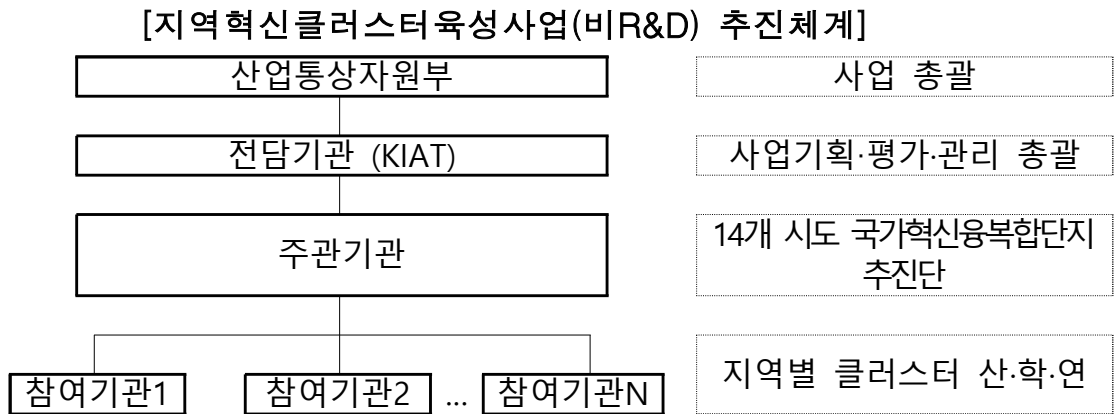 [지역혁신클러스터육성사업(비R&D) 추진체계]
산업통상자원부
사업 총괄
전담기관 (KIAT)
사업기획·평가·관리 총괄
주관기관
14개 시도 국가혁신융복합단지
추진단
참여기관1
참여기관2
...
참여기관N
지역별 클러스터 산·학·연